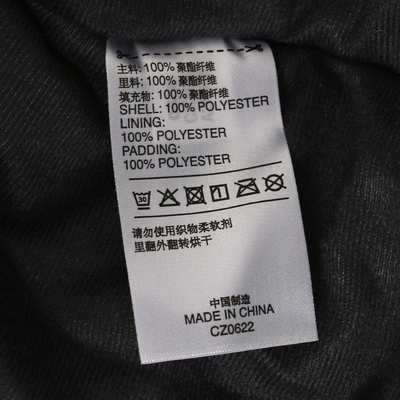 主料: 100% 聚酯纤维
里料: 100% 聚酯纤维
填充物: 100% 聚酯纤维
SHELL: 100% POLYESTER
LINING:
100% POLYESTER
PADDING:
100% POLYESTER
30
请勿使用织物柔软剂
里翻外翻转烘干
中国制造
MADE IN CHINA
CZ0622